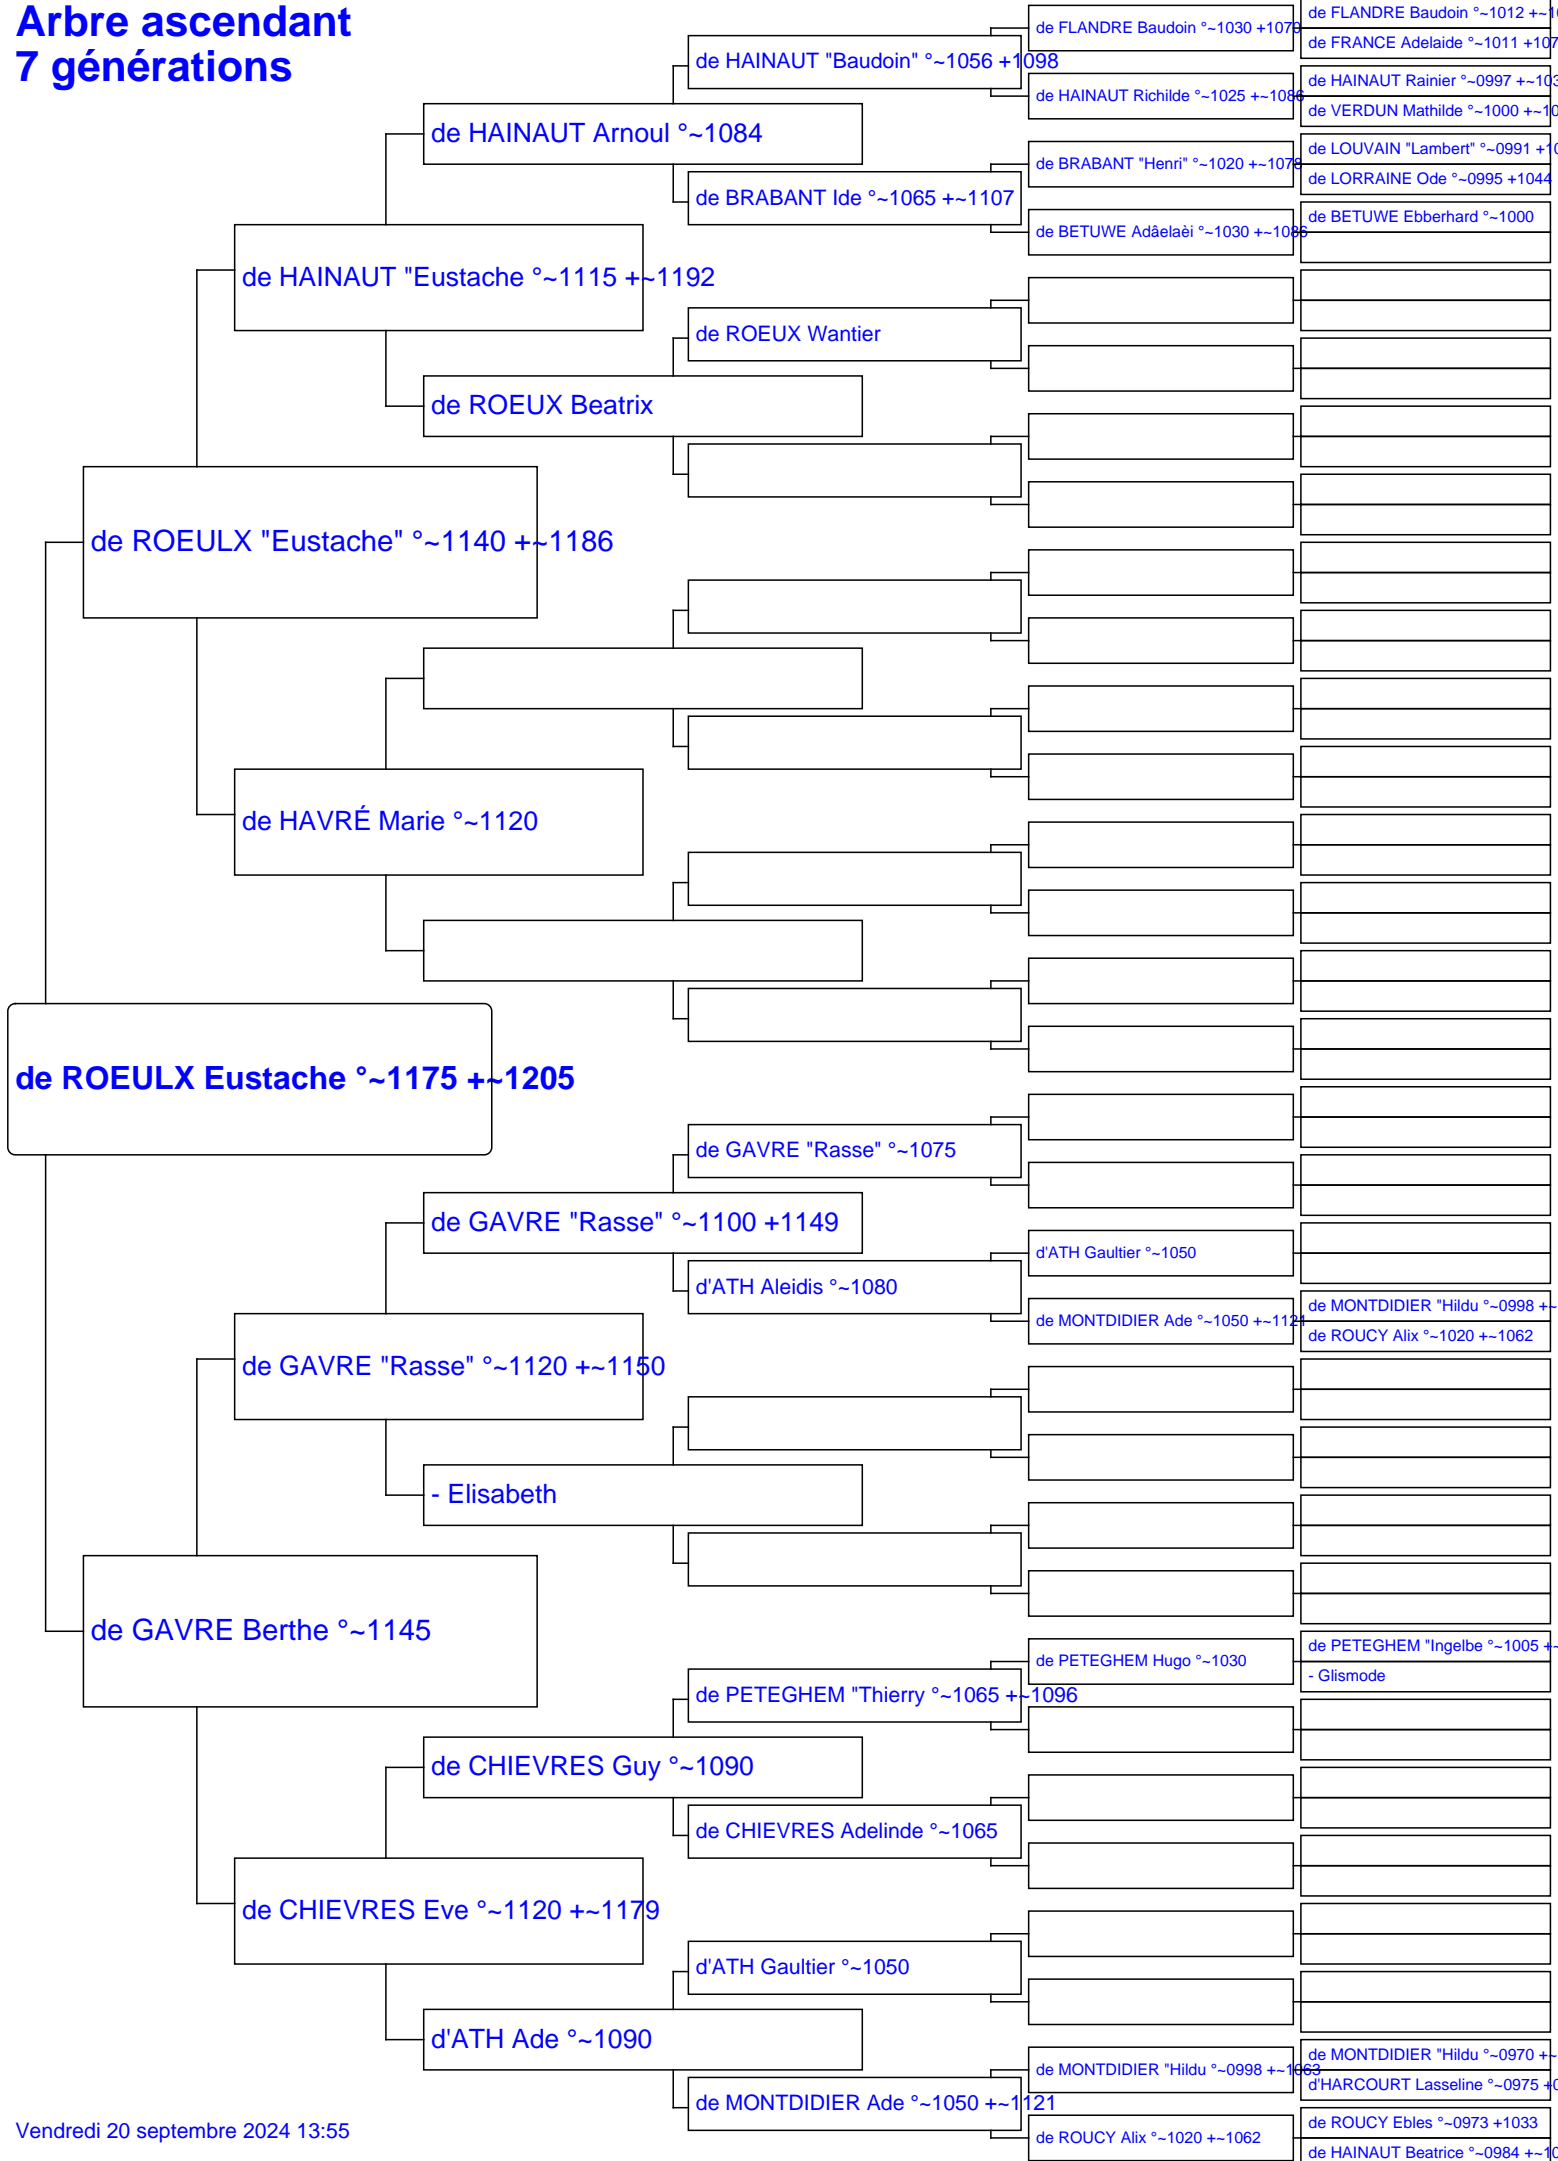 Arbre ascendant
7 générations
de FLANDRE Baudoin °~1012 +~1
de FLANDRE Baudoin °~1030 +1070
de FRANCE Adelaide °~1011 +107
de HAINAUT "Baudoin" °~1056 +1098
de HAINAUT Rainier °~0997 +~103
de HAINAUT Richilde °~1025 +~1086
de VERDUN Mathilde °~1000 +~10
de HAINAUT Arnoul °~1084
de LOUVAIN "Lambert" °~0991 +10
de BRABANT "Henri" °~1020 +~1078
de LORRAINE Ode °~0995 +1044
de BRABANT Ide °~1065 +~1107
de BETUWE Ebberhard °~1000
de BETUWE Adâelaèi °~1030 +~1086
de HAINAUT "Eustache °~1115 +~1192
de ROEUX Wantier
de ROEUX Beatrix
de ROEULX "Eustache" °~1140 +~1186
de HAVRÉ Marie °~1120
de ROEULX Eustache °~1175 +~1205
de GAVRE "Rasse" °~1075
de GAVRE "Rasse" °~1100 +1149
d'ATH Gaultier °~1050
d'ATH Aleidis °~1080
de MONTDIDIER "Hildu °~0998 +~
de MONTDIDIER Ade °~1050 +~1121
de ROUCY Alix °~1020 +~1062
de GAVRE "Rasse" °~1120 +~1150
- Elisabeth
de GAVRE Berthe °~1145
de PETEGHEM "Ingelbe °~1005 +~
de PETEGHEM Hugo °~1030
- Glismode
de PETEGHEM "Thierry °~1065 +~1096
de CHIEVRES Guy °~1090
de CHIEVRES Adelinde °~1065
de CHIEVRES Eve °~1120 +~1179
d'ATH Gaultier °~1050
d'ATH Ade °~1090
de MONTDIDIER "Hildu °~0970 +~
de MONTDIDIER "Hildu °~0998 +~1063
d'HARCOURT Lasseline °~0975 +0
de MONTDIDIER Ade °~1050 +~1121
de ROUCY Ebles °~0973 +1033
de ROUCY Alix °~1020 +~1062
de HAINAUT Beatrice °~0984 +~10
Vendredi 20 septembre 2024 13:55